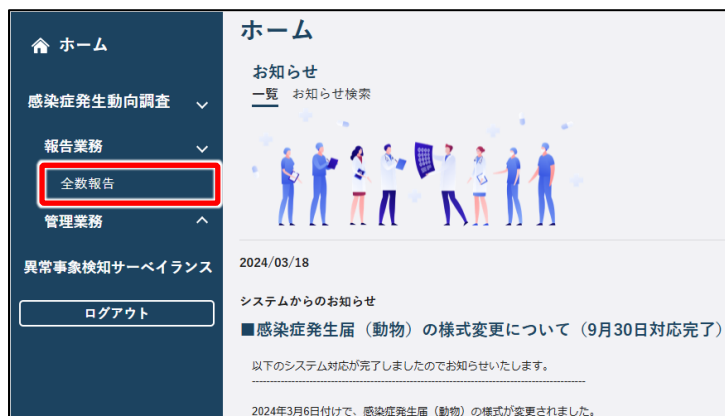 ホーム
感染症発生動向調査
報告業務
全数報告
管理業務
異常事象検知サーベイランス
ログアウト
ホーム
お知らせ
一覧 お知らせ検索
2024/03/18
システムからのお知らせ
■感染症発生届（動物）の様式変更について（9月30日対応完了）
以下のシステム対応が完了しましたのでお知らせいたします。
--------------------------------------------------------------------------------
2024年3月6日付けで、感染症発生届（動物）の様式が変更されました。